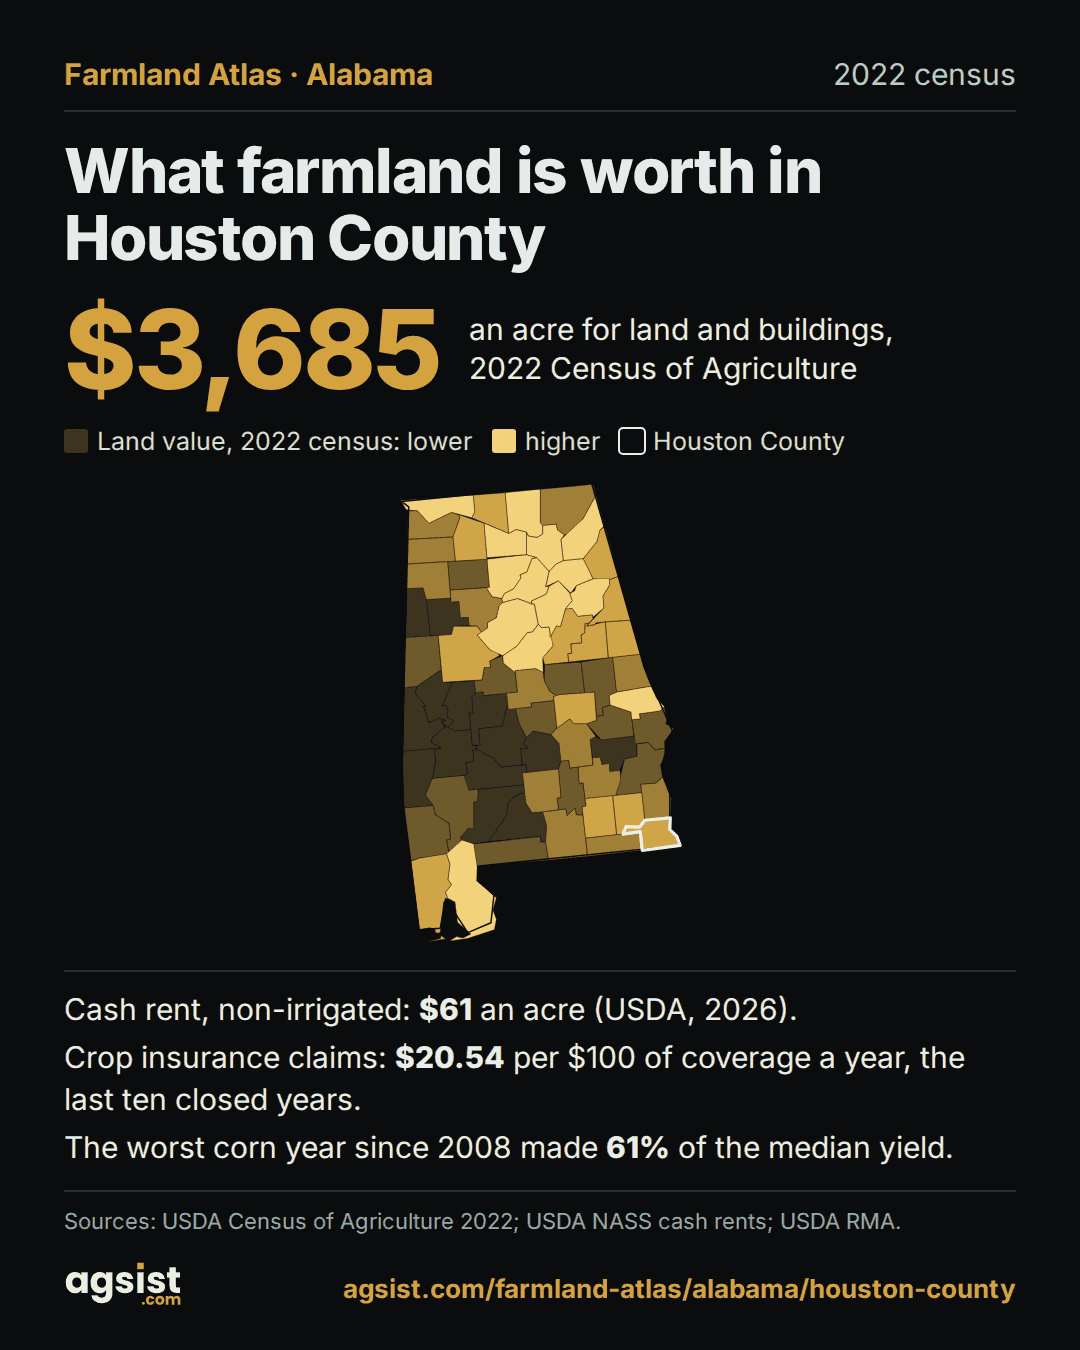 Farmland Atlas · Alabama
2022 census
What farmland is worth in
Houston County
$3,685
an acre for land and buildings,
2022 Census of Agriculture
Land value, 2022 census: lower
higher
Houston County
Cash rent, non-irrigated: $61 an acre (USDA, 2026).
Crop insurance claims: $20.54 per $100 of coverage a year, the
last ten closed years.
The worst corn year since 2008 made 61% of the median yield.
Sources: USDA Census of Agriculture 2022; USDA NASS cash rents; USDA RMA.
agsist
.com
agsist.com/farmland-atlas/alabama/houston-county